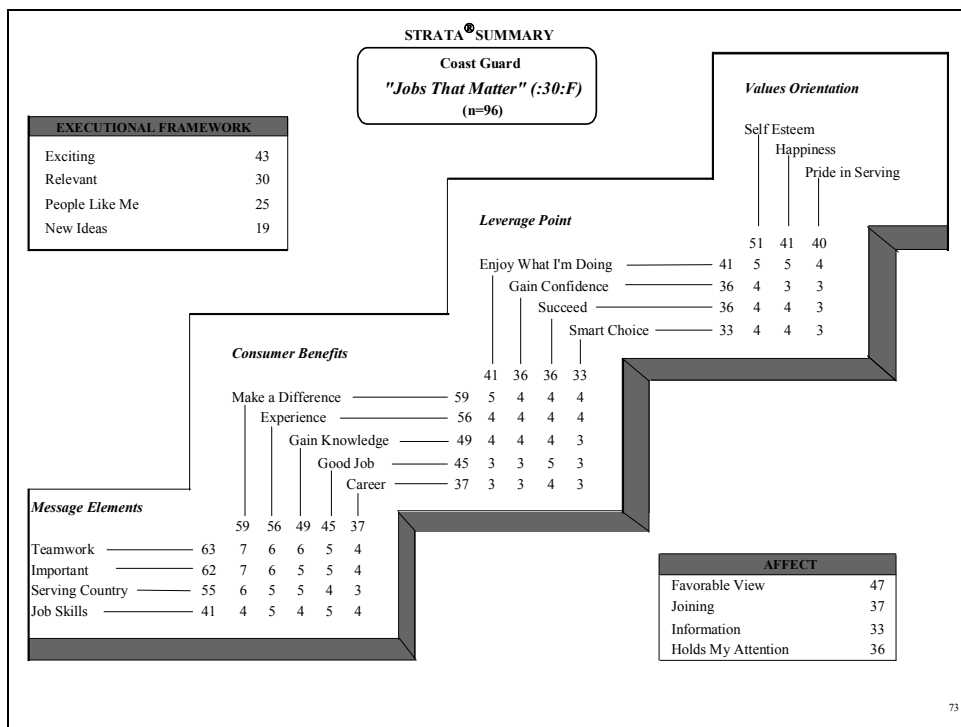 STRATA® SUMMARY
Coast Guard
"Jobs That Matter" (:30:F)
(n=96)
EXECUTIONAL FRAMEWORK
Exciting 43
Relevant 30
People Like Me 25
New Ideas 19
Values Orientation
Self Esteem
Happiness
Pride in Serving
51 41 40
Leverage Point
Enjoy What I'm Doing 41 5 5 4
Gain Confidence 36 4 3 3
Succeed 36 4 4 3
Smart Choice 33 4 4 3
Consumer Benefits
41 36 36 33
Make a Difference 59 5 4 4 4
Experience 56 4 4 4 4
Gain Knowledge 49 4 4 4 3
Good Job 45 3 3 5 3
Career 37 3 3 4 3
Message Elements
59 56 49 45 37
Teamwork 63 7 6 6 5 4
Important 62 7 6 5 5 4
Serving Country 55 6 5 5 4 3
Job Skills 41 4 5 4 5 4
AFFECT
Favorable View 47
Joining 37
Information 33
Holds My Attention 36
73